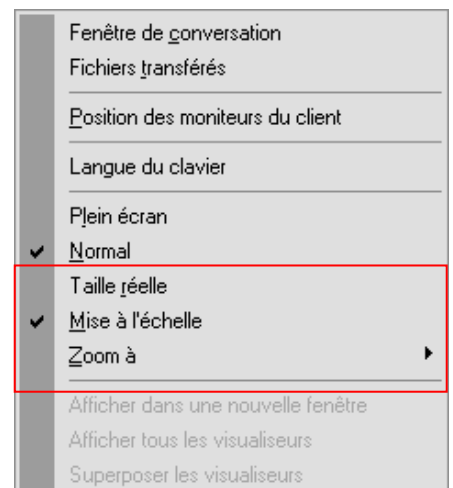 Fenêtre de conversation
Fichiers transférés
Position des moniteurs du client
Langue du clavier
Plein écran
Normal
Taille réelle
Mise à l'échelle
Zoom à
Afficher dans une nouvelle fenêtre
Afficher tous les visualiseurs
Superposer les visualiseurs